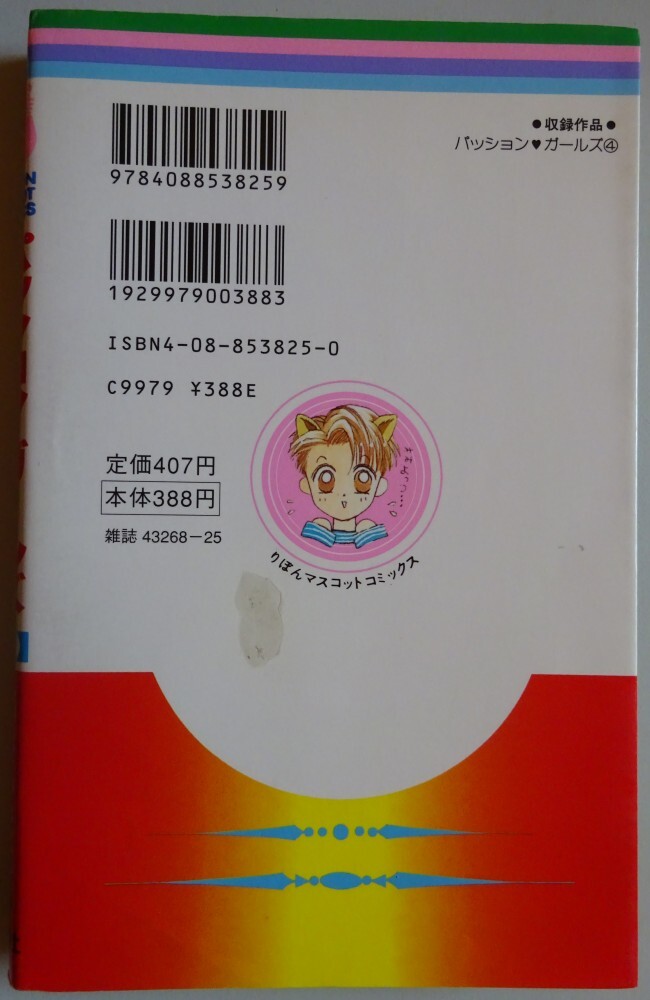 ●収録作品●
パッション♥ガールズ④
9784088538259
1929979003883
ISBN4-08-853825-0
C9979 ¥388E
定価407円
本体388円
雑誌 43268-25
りぼんマスコットコミックス